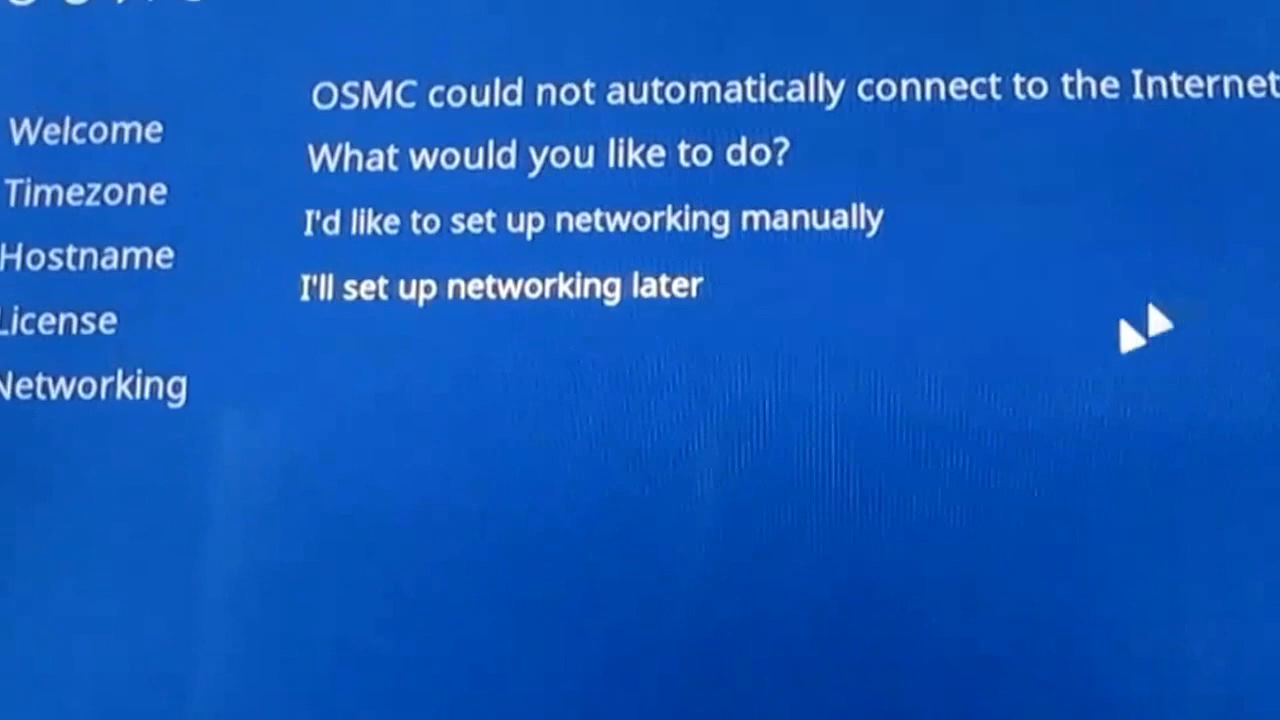 OSMC could not automatically connect to the Internet
What would you like to do?
I'd like to set up networking manually
I'll set up networking later
Welcome
Timezone
Hostname
License
Networking